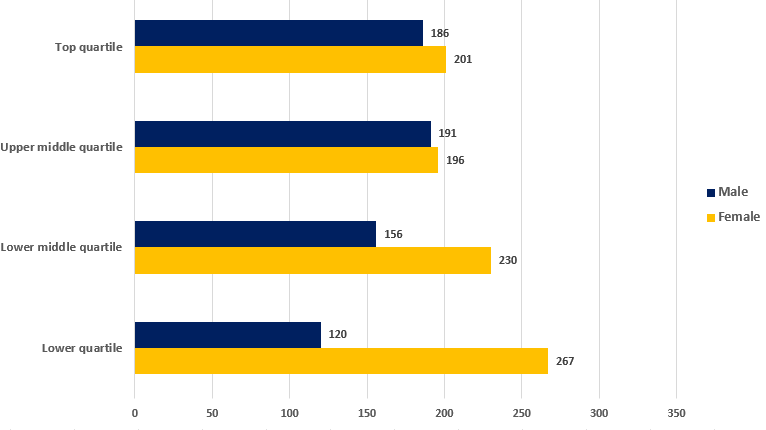 Top quartile
186
201
Upper middle quartile
191
196
Lower middle quartile
156
230
Lower quartile
120
267
0 50 100 150 200 250 300 350
Male
Female